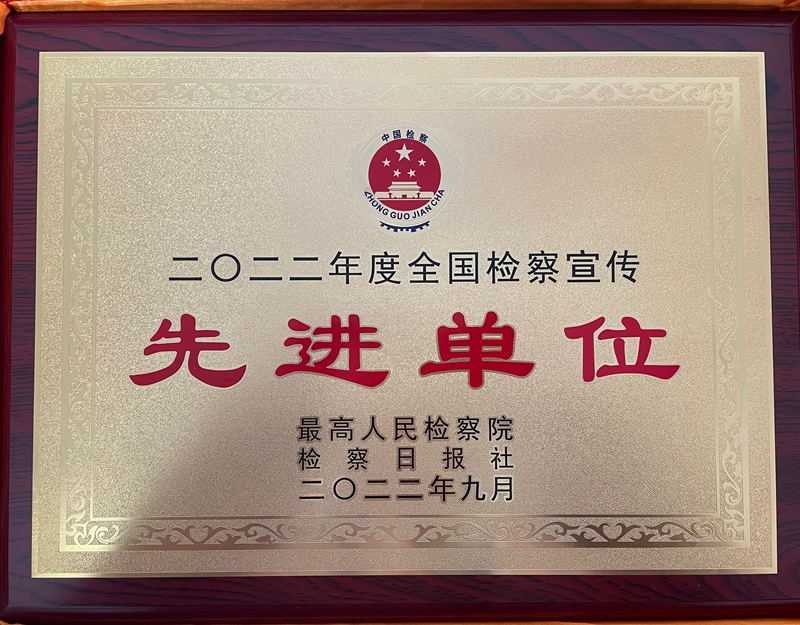 中国检察
ZHONG GUO JIAN CHA
二〇二二年度全国检察宣传
先进单位
最高人民检察院
检察日报社
二〇二二年九月